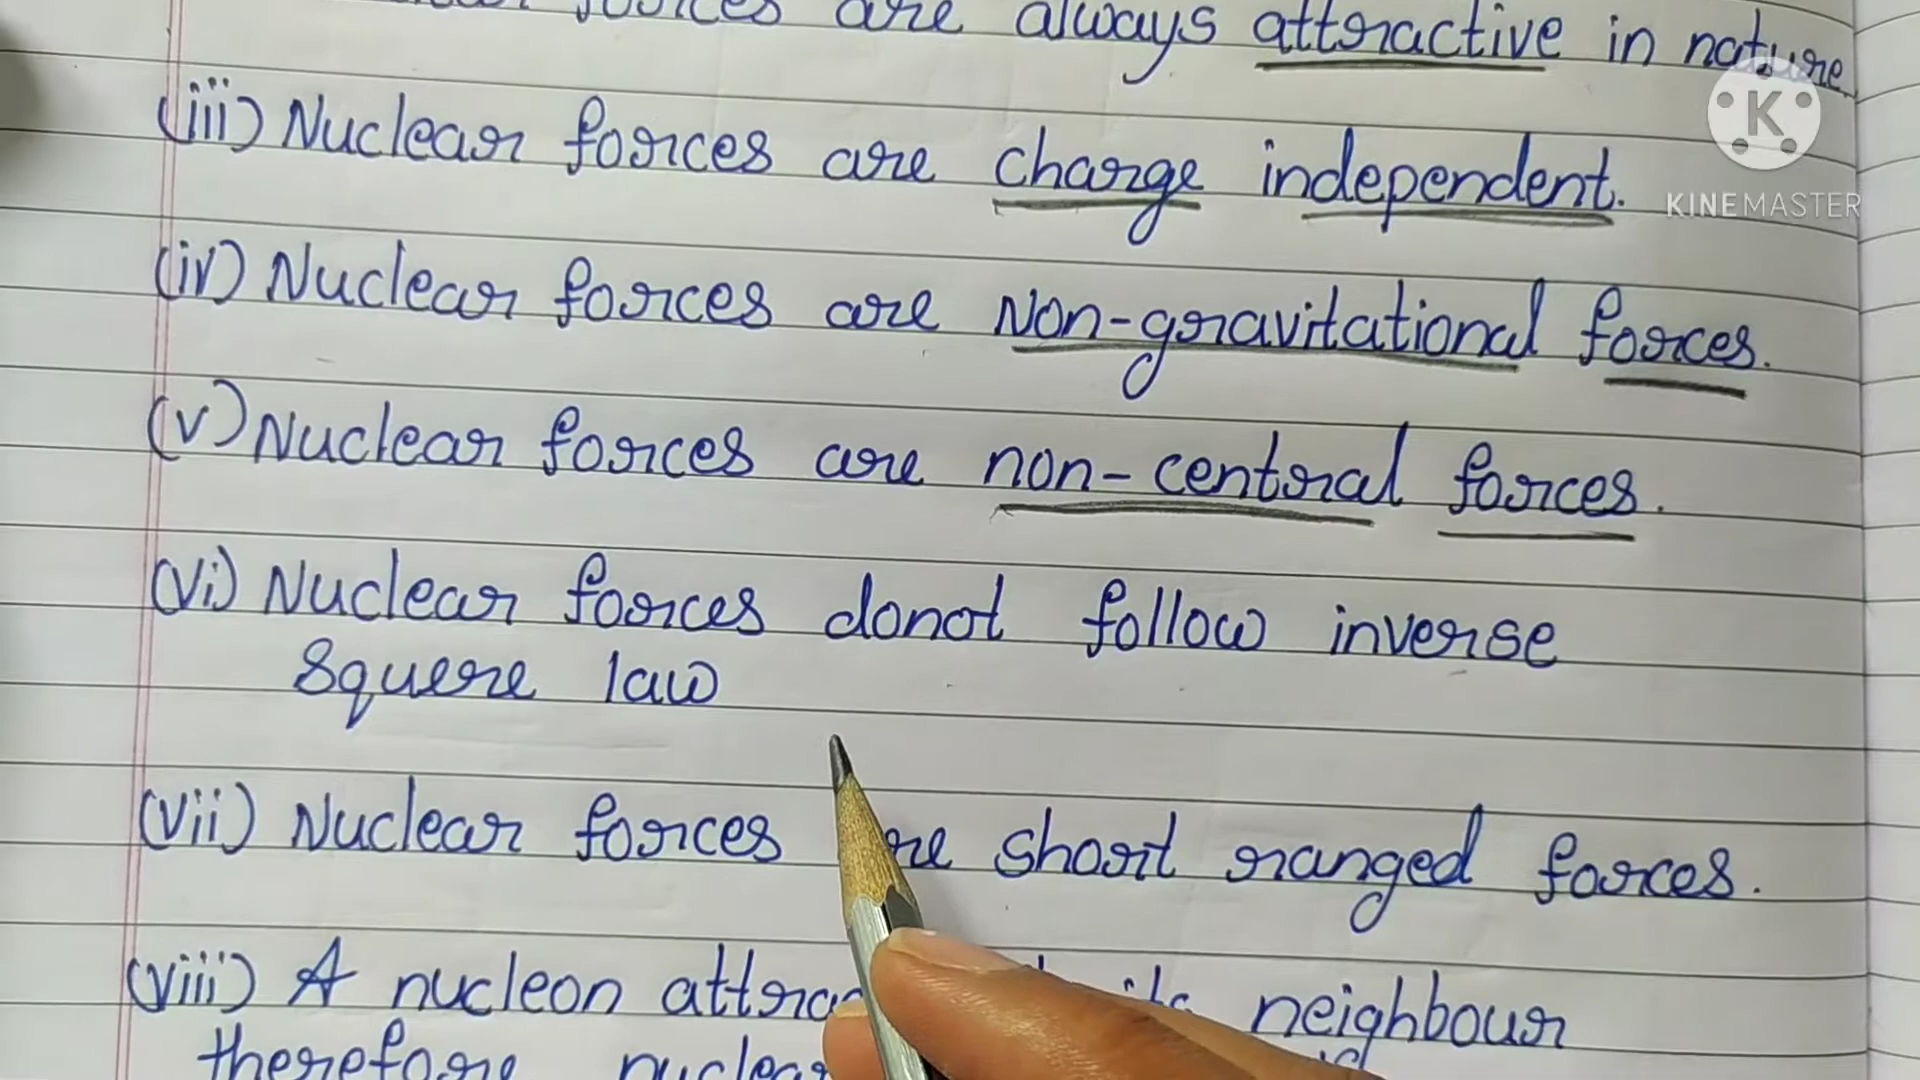 forces are always attractive in nature.
(iii) Nuclear forces are charge independent.
KINEMASTER
(iv) Nuclear forces are Non-gravitational forces.
(v) Nuclear forces are non-central forces.
(vi) Nuclear forces donot follow inverse
Squere law
(vii) Nuclear forces short ranged forces.
(viii) A nucleon its neighbour
therefore